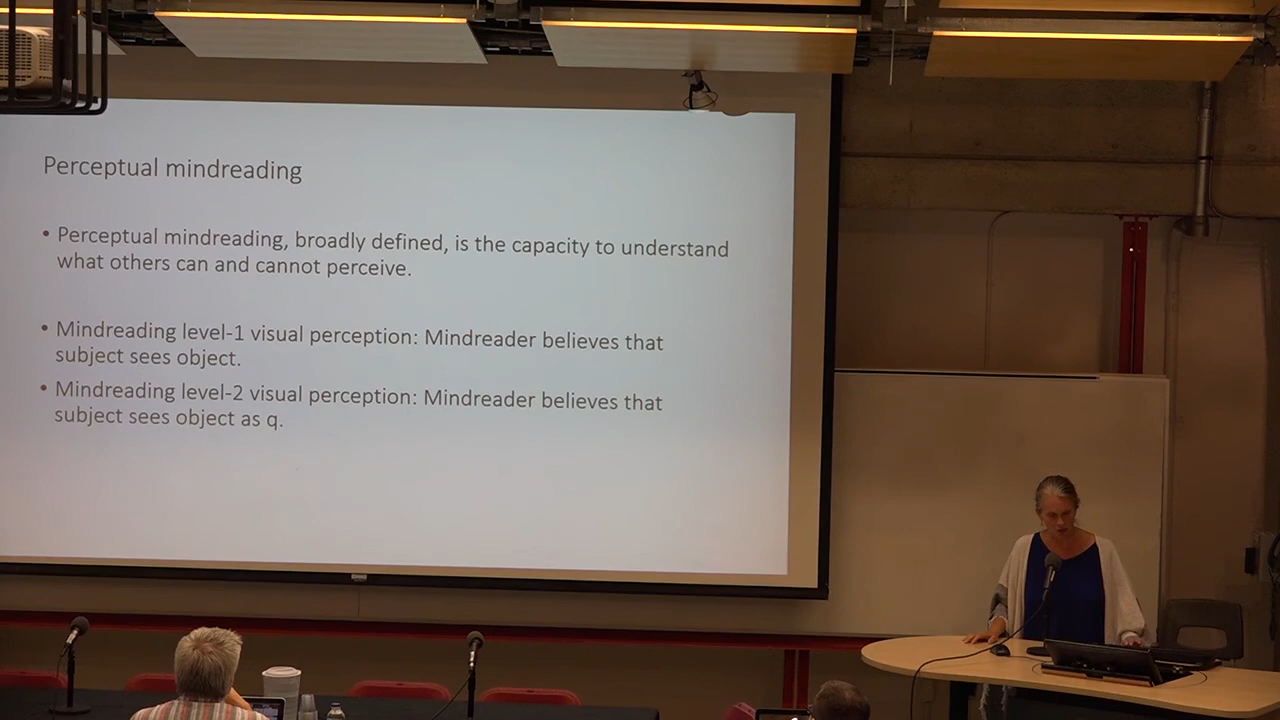 Perceptual mindreading
• Perceptual mindreading, broadly defined, is the capacity to understand
what others can and cannot perceive.
• Mindreading level-1 visual perception: Mindreader believes that
subject sees object.
• Mindreading level-2 visual perception: Mindreader believes that
subject sees object as q.